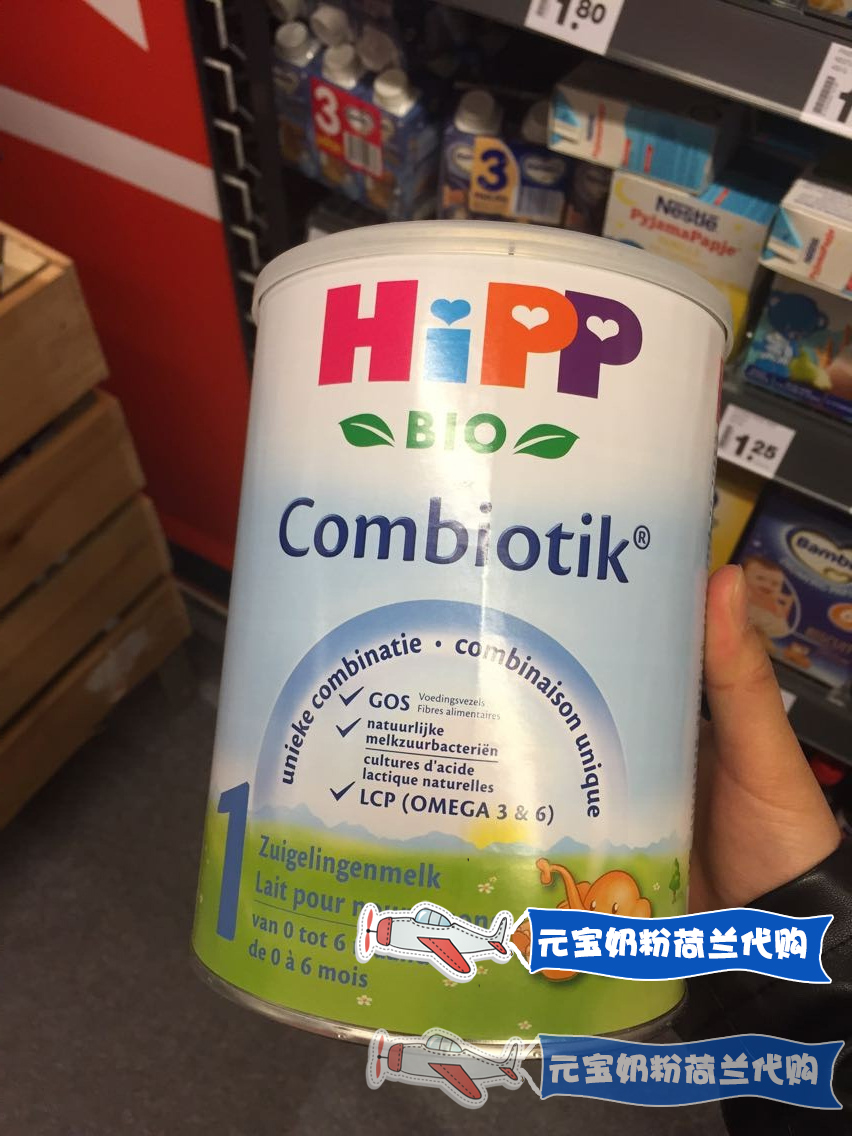 1.80
3
3
Nestlé
PyjamaPapje
HiPP
BIO
Combiotik®
1.25
unieke combinatie • combinaison unique
GOS Voedingsvezels
Fibres alimentaires
natuurlijke
melkzuurbacteriën
cultures d'acide
lactique naturelles
LCP (OMEGA 3 & 6)
1
Zuigelingenmelk
Lait pour
van 0 tot 6
de 0 à 6 mois
元宝奶粉荷兰代购
元宝奶粉荷兰代购